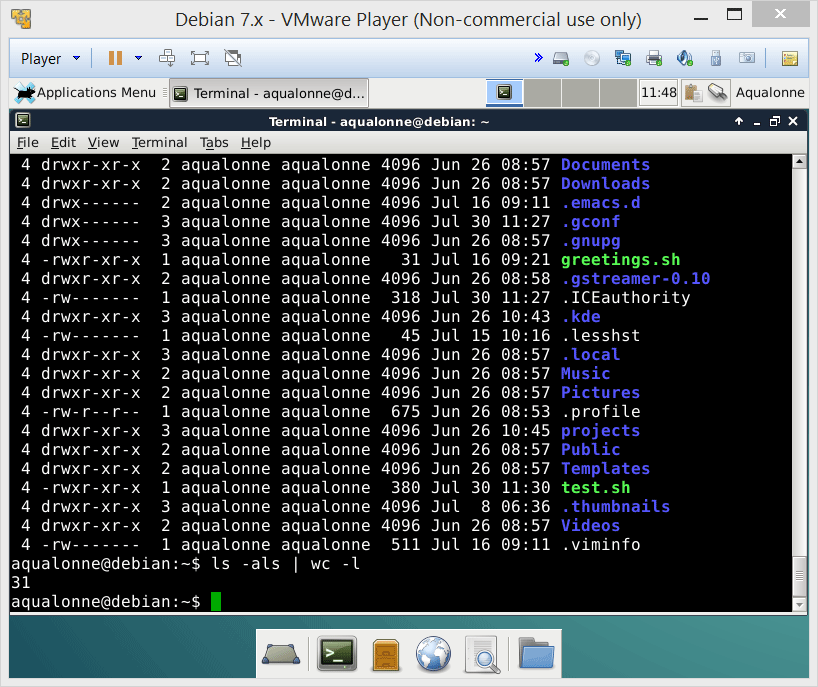 Debian 7.x - VMware Player (Non-commercial use only)
Player
Applications Menu Terminal - aqualonne@d... 11:48 Aqualonne
Terminal - aqualonne@debian: ~
File Edit View Terminal Tabs Help
4 drwxr-xr-x 2 aqualonne aqualonne 4096 Jun 26 08:57 Documents
4 drwxr-xr-x 2 aqualonne aqualonne 4096 Jun 26 08:57 Downloads
4 drwx------ 2 aqualonne aqualonne 4096 Jul 16 09:11 .emacs.d
4 drwx------ 3 aqualonne aqualonne 4096 Jul 30 11:27 .gconf
4 drwx------ 3 aqualonne aqualonne 4096 Jun 26 08:57 .gnupg
4 -rwxr-xr-x 1 aqualonne aqualonne 31 Jul 16 09:21 greetings.sh
4 drwxr-xr-x 2 aqualonne aqualonne 4096 Jun 26 08:58 .gstreamer-0.10
4 -rw------- 1 aqualonne aqualonne 318 Jul 30 11:27 .ICEauthority
4 drwxr-xr-x 3 aqualonne aqualonne 4096 Jun 26 10:43 .kde
4 -rw------- 1 aqualonne aqualonne 45 Jul 15 10:16 .lesshst
4 drwxr-xr-x 3 aqualonne aqualonne 4096 Jun 26 08:57 .local
4 drwxr-xr-x 2 aqualonne aqualonne 4096 Jun 26 08:57 Music
4 drwxr-xr-x 2 aqualonne aqualonne 4096 Jun 26 08:57 Pictures
4 -rw-r--r-- 1 aqualonne aqualonne 675 Jun 26 08:53 .profile
4 drwxr-xr-x 3 aqualonne aqualonne 4096 Jun 26 10:45 projects
4 drwxr-xr-x 2 aqualonne aqualonne 4096 Jun 26 08:57 Public
4 drwxr-xr-x 2 aqualonne aqualonne 4096 Jun 26 08:57 Templates
4 -rwxr-xr-x 1 aqualonne aqualonne 380 Jul 30 11:30 test.sh
4 drwxr-xr-x 3 aqualonne aqualonne 4096 Jul 8 06:36 .thumbnails
4 drwxr-xr-x 2 aqualonne aqualonne 4096 Jun 26 08:57 Videos
4 -rw------- 1 aqualonne aqualonne 511 Jul 16 09:11 .viminfo
aqualonne@debian:~$ ls -als | wc -l
31
aqualonne@debian:~$